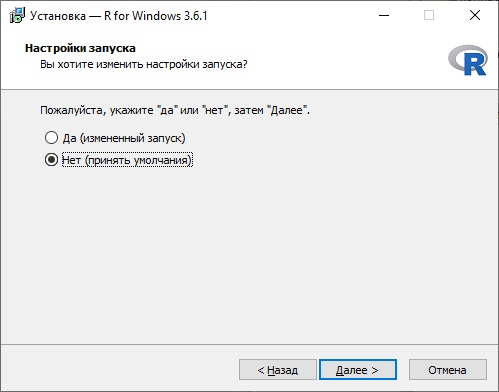 Установка — R for Windows 3.6.1
Настройки запуска
Вы хотите изменить настройки запуска?
R
Пожалуйста, укажите "да" или "нет", затем "Далее".
Да (измененный запуск)
Нет (принять умолчания)
< Назад
Далее >
Отмена